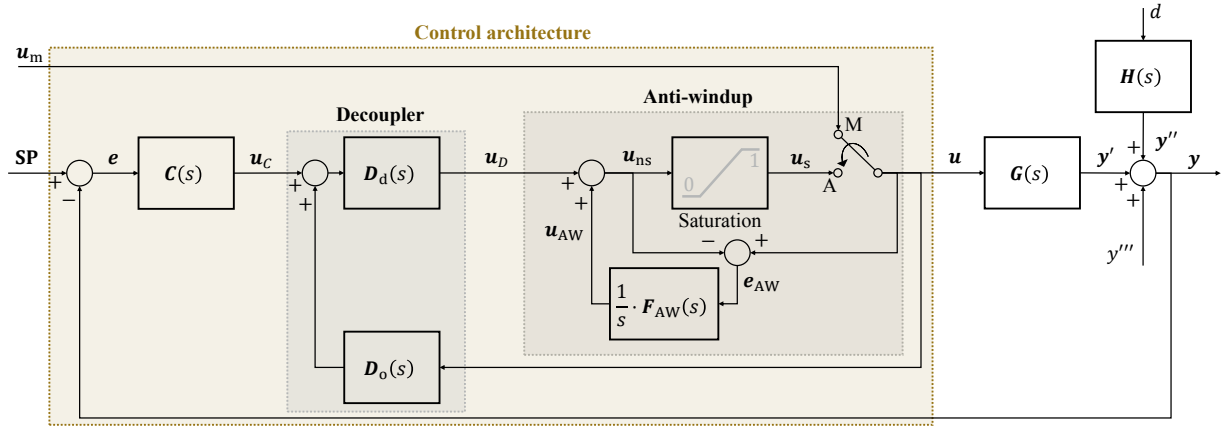 Control architecture
d
u_m
H(s)
Anti-windup
Decoupler
M
SP
e
C(s)
u_C
+
+
D_d(s)
u_D
+
+
u_ns
0
1
Saturation
u_s
A
u
G(s)
y'
+
y''
+
+
y
+
−
u_AW
−
+
e_AW
1/s · F_AW(s)
y'''
D_o(s)